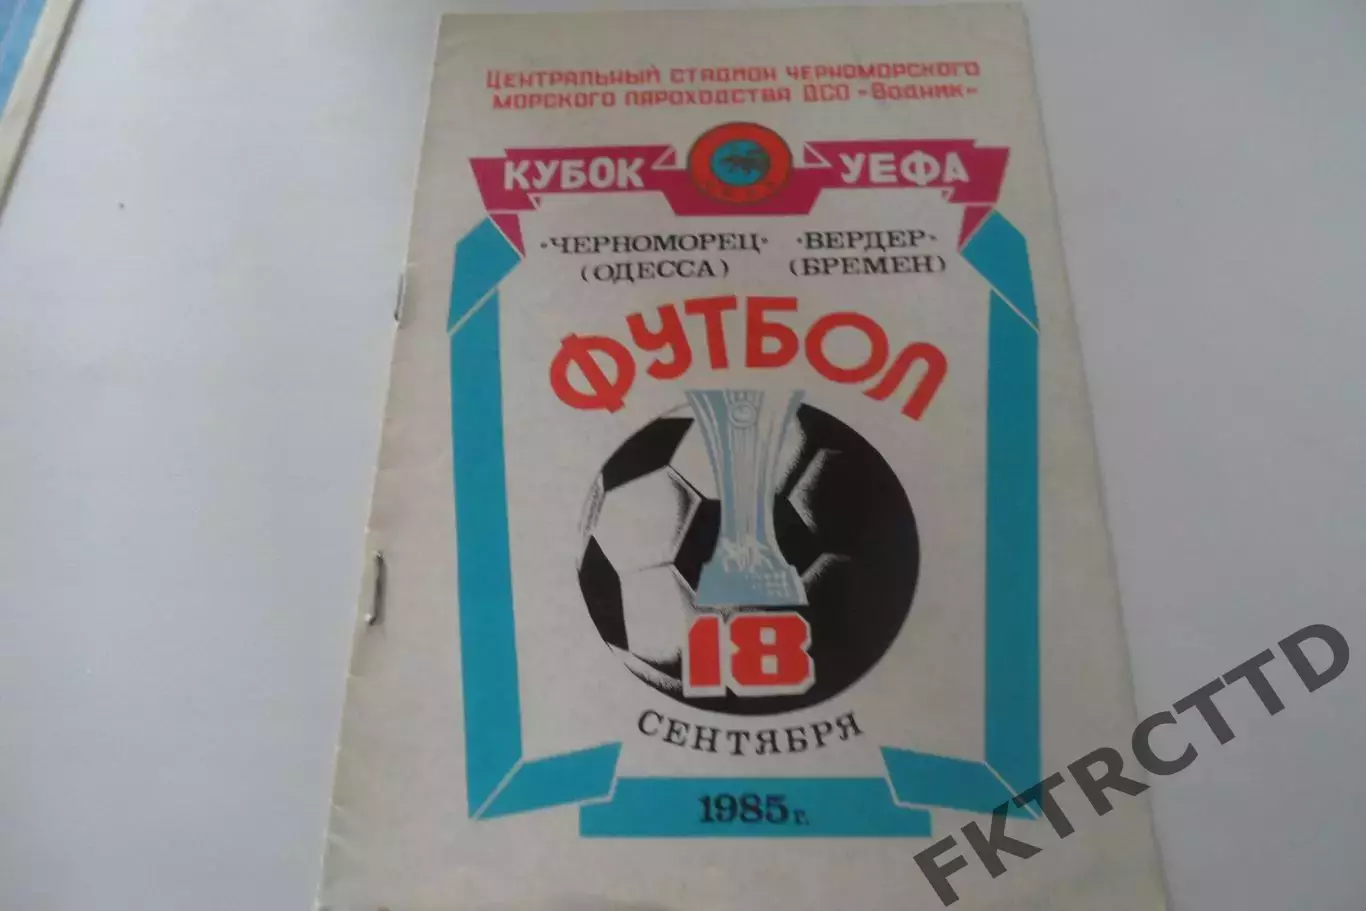 ЦЕНТРАЛЬНЫЙ СТАДИОН ЧЕРНОМОРСКОГО
МОРСКОГО ПАРОХОДСТВА ДСО «ВОДНИК»
КУБОК УЕФА
«ЧЕРНОМОРЕЦ» «ВЕРДЕР»
(ОДЕССА) (БРЕМЕН)
ФУТБОЛ
18
СЕНТЯБРЯ
1985 г.
FKTRCTTD